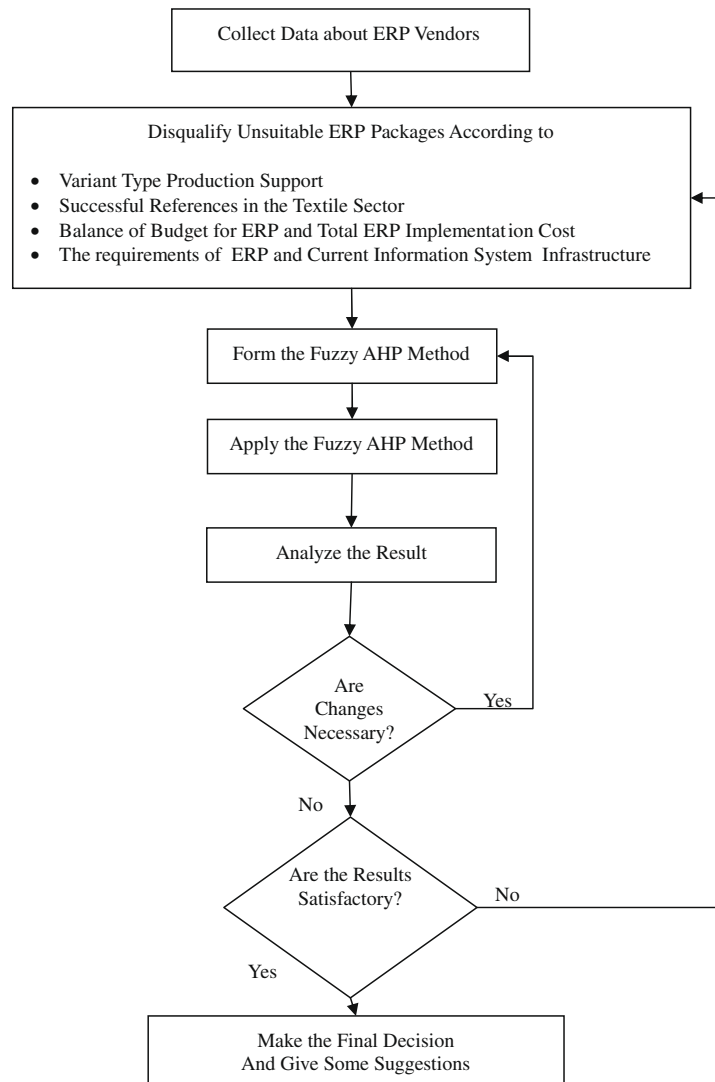 Collect Data about ERP Vendors
Disqualify Unsuitable ERP Packages According to
• Variant Type Production Support
• Successful References in the Textile Sector
• Balance of Budget for ERP and Total ERP Implementation Cost
• The requirements of ERP and Current Information System Infrastructure
Form the Fuzzy AHP Method
Apply the Fuzzy AHP Method
Analyze the Result
Are
Changes
Necessary?
Yes
No
Are the Results
Satisfactory?
No
Yes
Make the Final Decision
And Give Some Suggestions